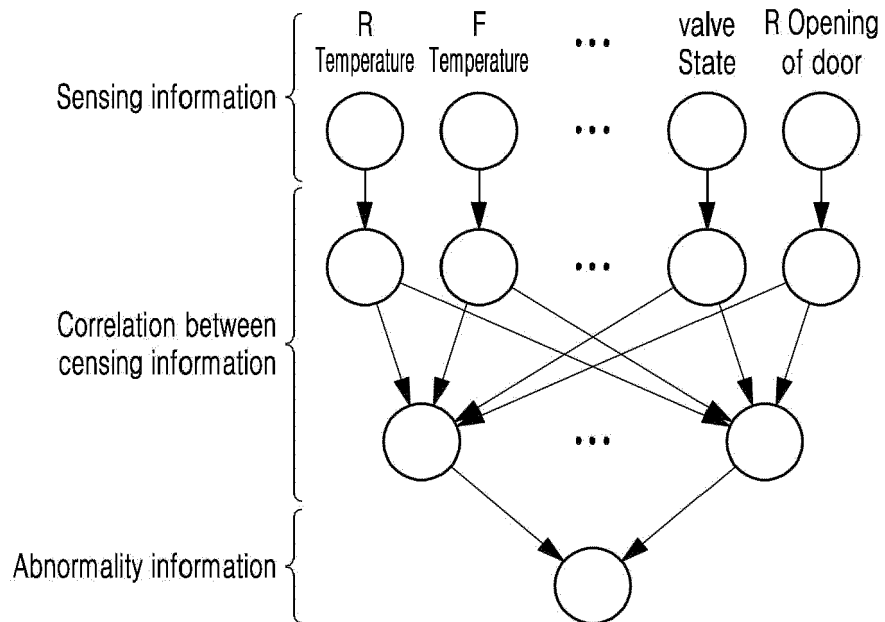 R
Temperature
F
Temperature
...
valve
State
R Opening
of door
Sensing information
...
...
Correlation between
censing information
...
Abnormality information